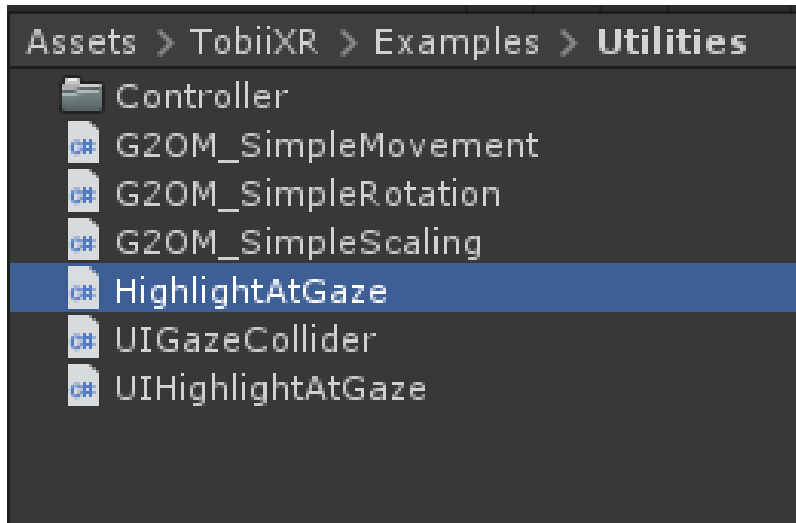 Assets > TobiiXR > Examples > Utilities
Controller
C# G2OM_SimpleMovement
C# G2OM_SimpleRotation
C# G2OM_SimpleScaling
C# HighlightAtGaze
C# UIGazeCollider
C# UIHighlightAtGaze